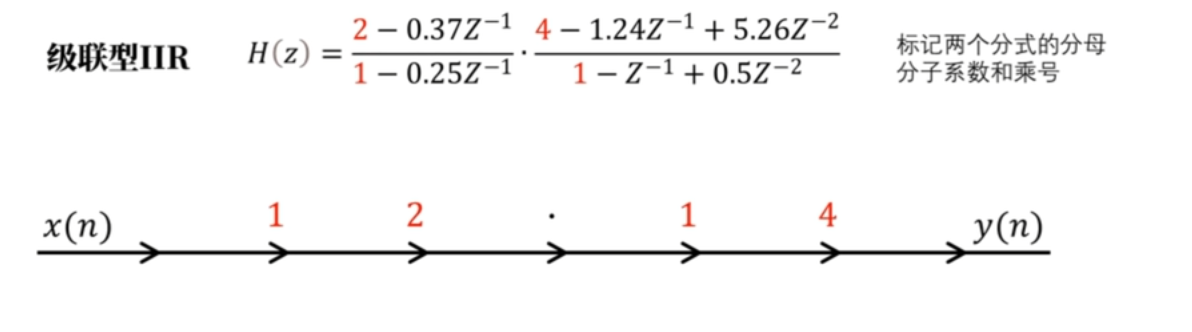 级联型IIR H(z) = \frac{2 − 0.37Z^{−1}}{1 − 0.25Z^{−1}} · \frac{4 − 1.24Z^{−1} + 5.26Z^{−2}}{1 − Z^{−1} + 0.5Z^{−2}}
标记两个分式的分母
分子系数和乘号
x(n) 1 2 · 1 4 y(n)